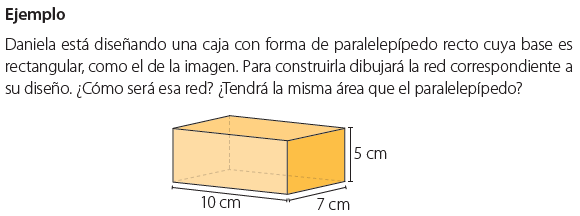 Ejemplo
Daniela está diseñando una caja con forma de paralelepípedo recto cuya base es
rectangular, como el de la imagen. Para construirla dibujará la red correspondiente a
su diseño. ¿Cómo será esa red? ¿Tendrá la misma área que el paralelepípedo?
5 cm
10 cm
7 cm